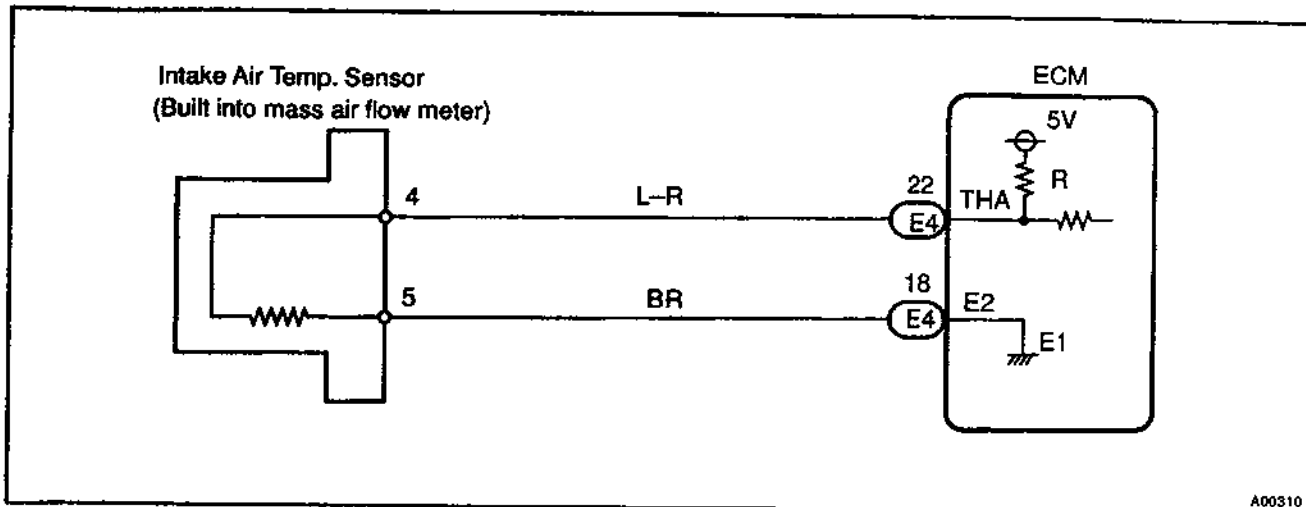 Intake Air Temp. Sensor
(Built into mass air flow meter)
ECM
5V
R
4
L–R
22
E4
THA
5
BR
18
E4
E2
E1
A00310